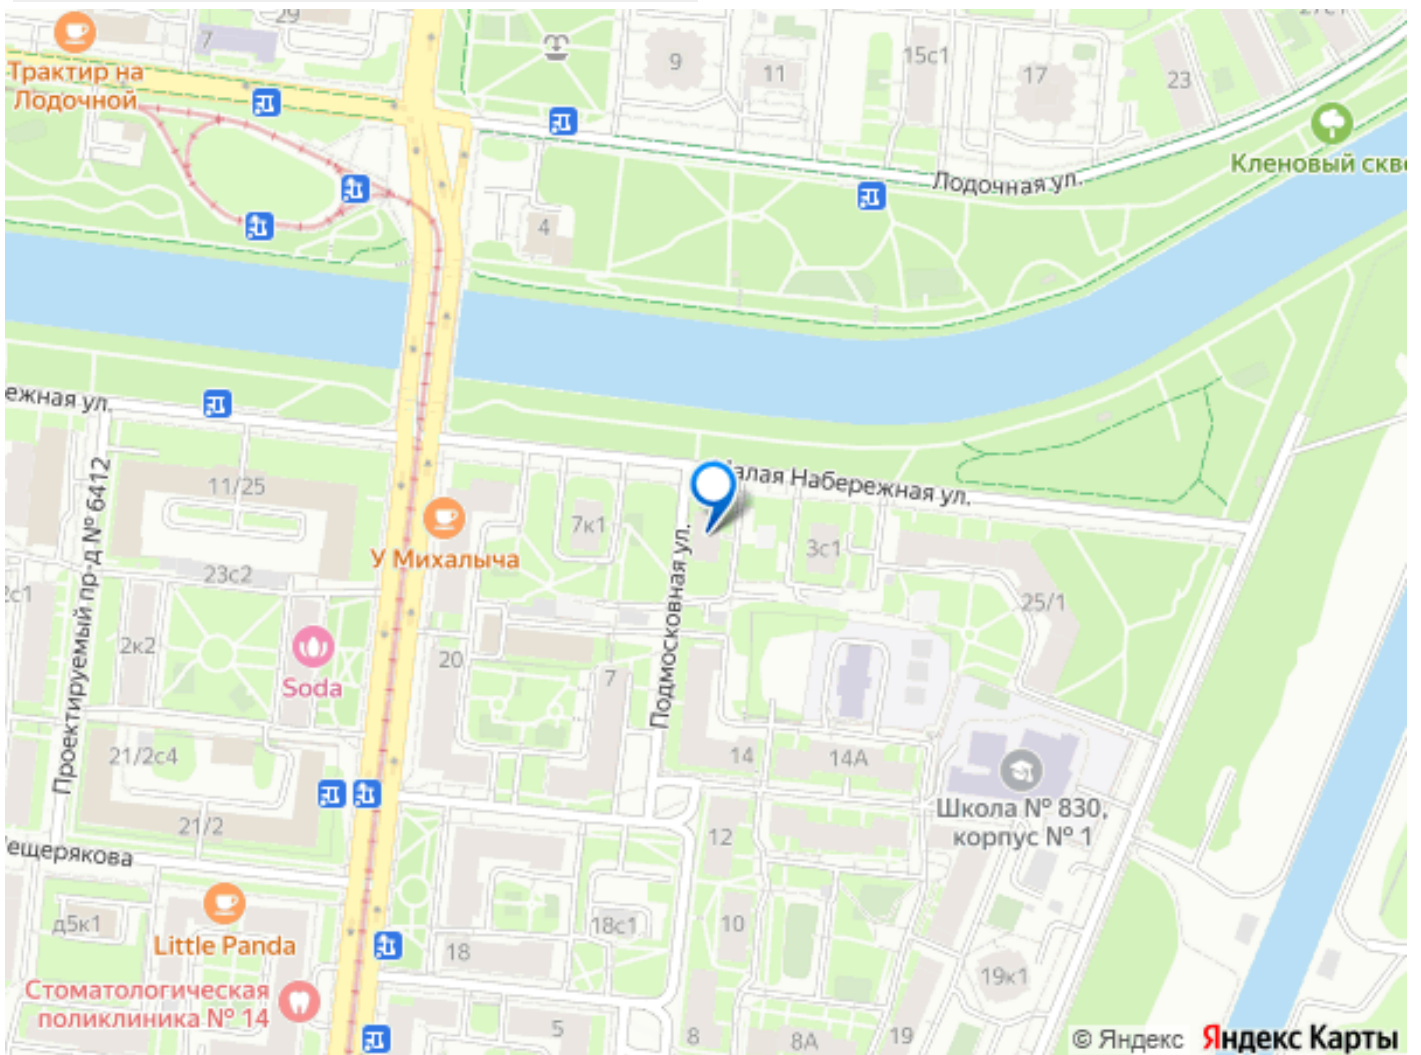 29
7
Трактир на
Лодочной
9
11
15с1
17
23
27с1
Кленовый скве
Лодочная ул.
4
ежная ул.
Проектируемый пр-д № 6412
11/25
23с2
2с1
2к2
У Михалыча
7к1
алая Набережная ул.
3с1
25/1
Подмосковная ул.
Soda
20
7
21/2с4
14
14А
21/2
Школа № 830,
корпус № 1
12
ещерякова
д5к1
Little Panda
18
18с1
10
19к1
Стоматологическая
поликлиника № 14
5
8
8А
19
© Яндекс Яндекс Карты